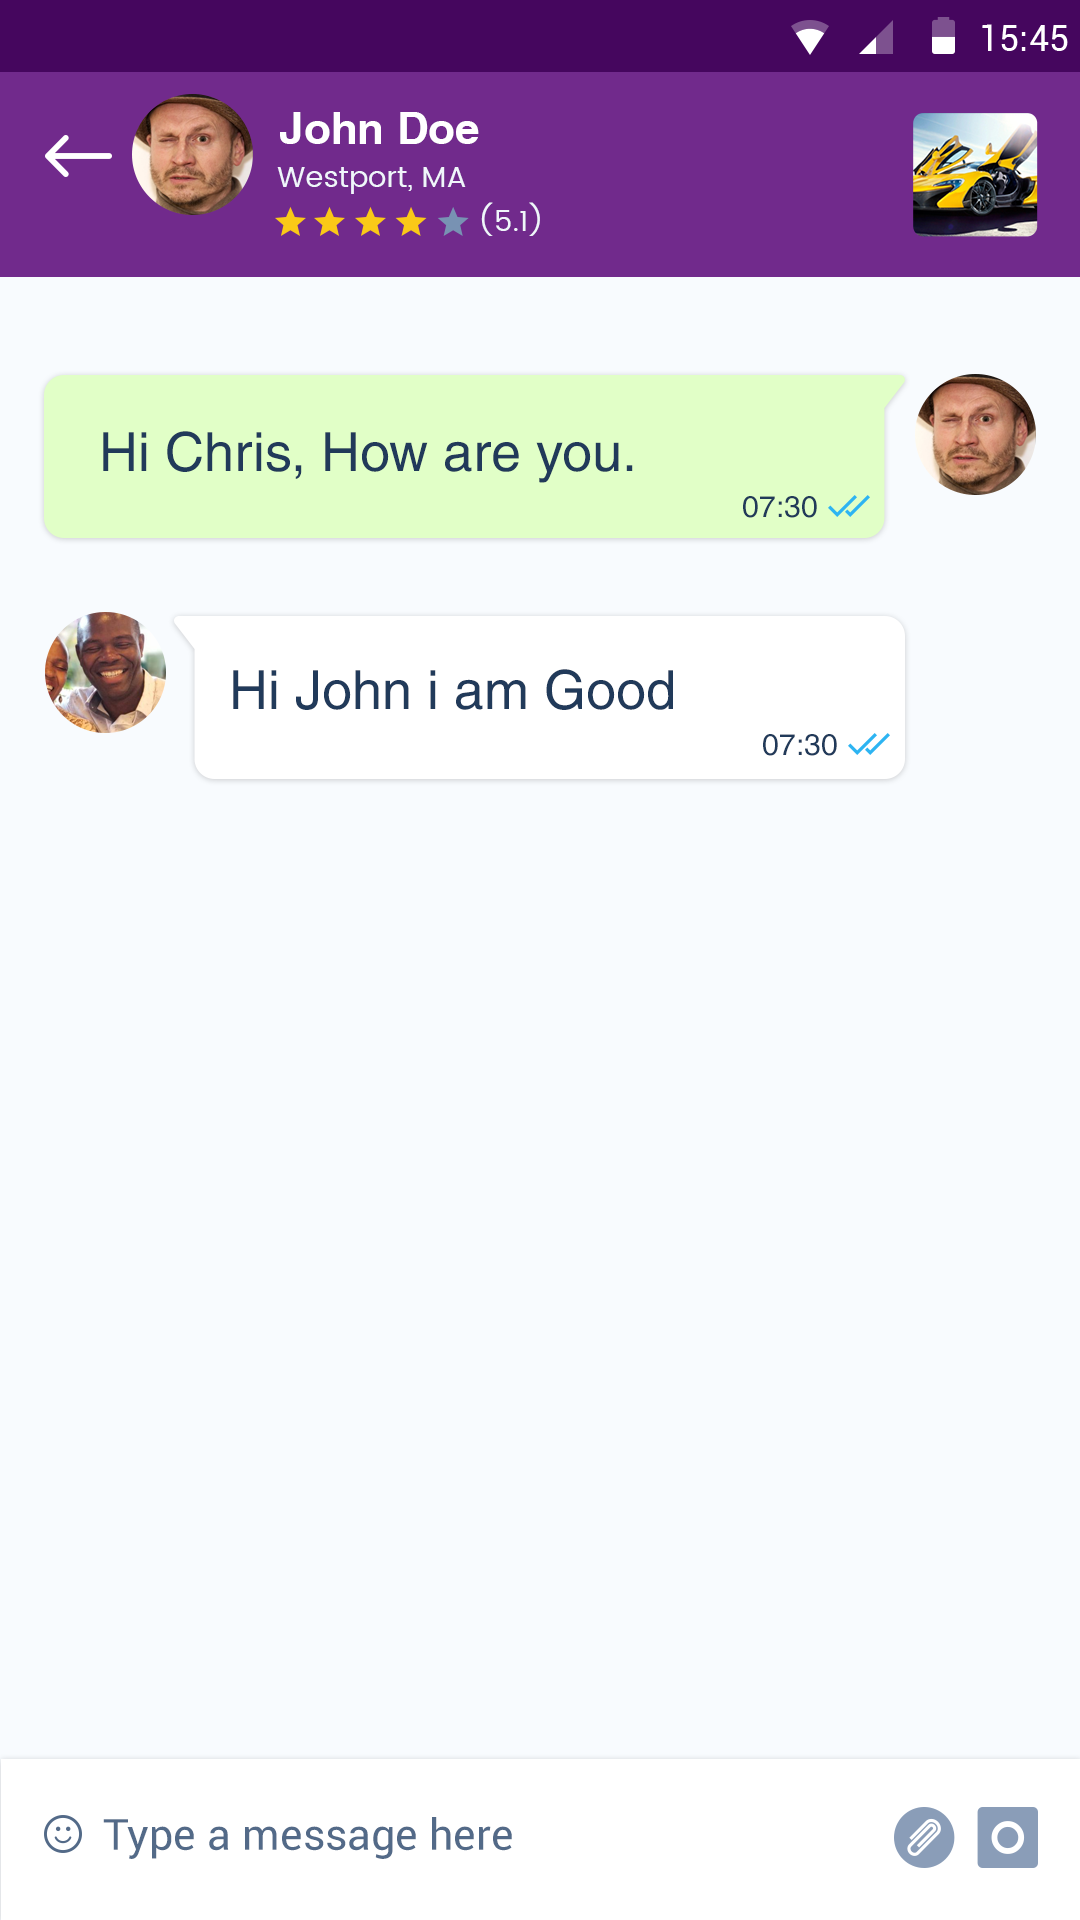 15:45
John Doe
Westport, MA
(5.1)
Hi Chris, How are you.
07:30
Hi John i am Good
07:30
Type a message here